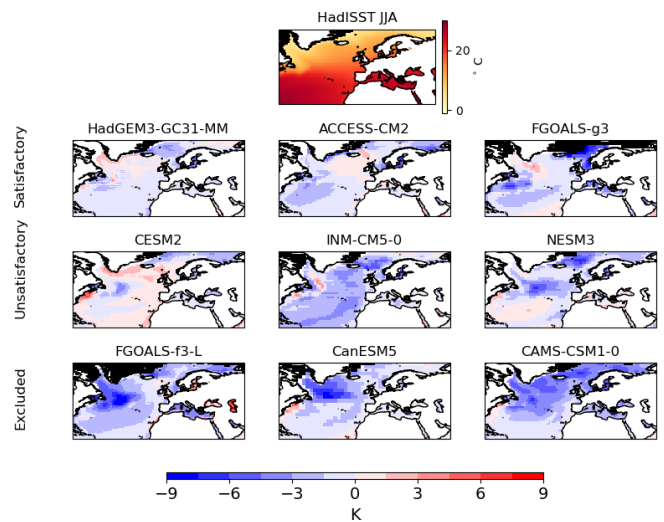 HadISST JJA
20
0
°C
Satisfactory
HadGEM3-GC31-MM
ACCESS-CM2
FGOALS-g3
Unsatisfactory
CESM2
INM-CM5-0
NESM3
Excluded
FGOALS-f3-L
CanESM5
CAMS-CSM1-0
−9 −6 −3 0 3 6 9
K